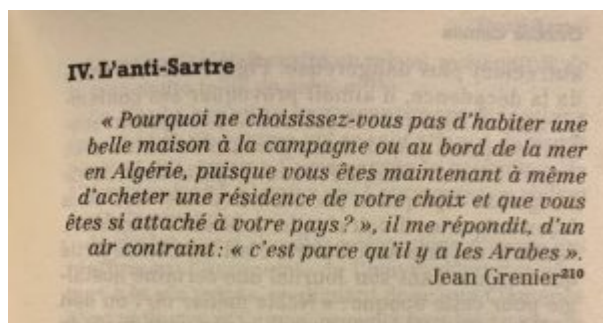 IV. L'anti-Sartre
« Pourquoi ne choisissez-vous pas d'habiter une
belle maison à la campagne ou au bord de la mer
en Algérie, puisque vous êtes maintenant à même
d'acheter une résidence de votre choix et que vous
êtes si attaché à votre pays ? », il me répondit, d'un
air contraint : « c'est parce qu'il y a les Arabes ».
Jean Grenier²¹⁰